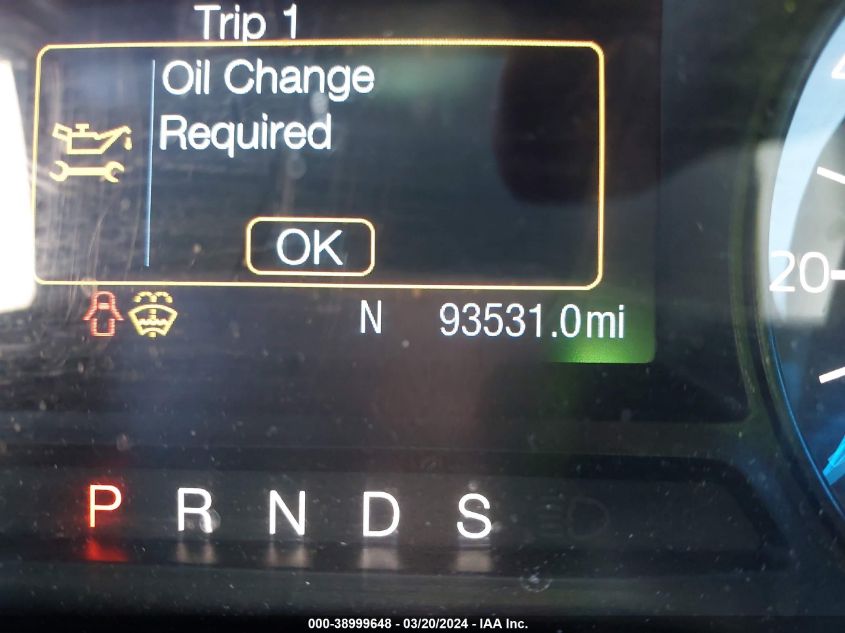 Trip 1
Oil Change
Required
OK
N 93531.0mi
20
P R N D S
000-38999648 - 03/20/2024 - IAA Inc.